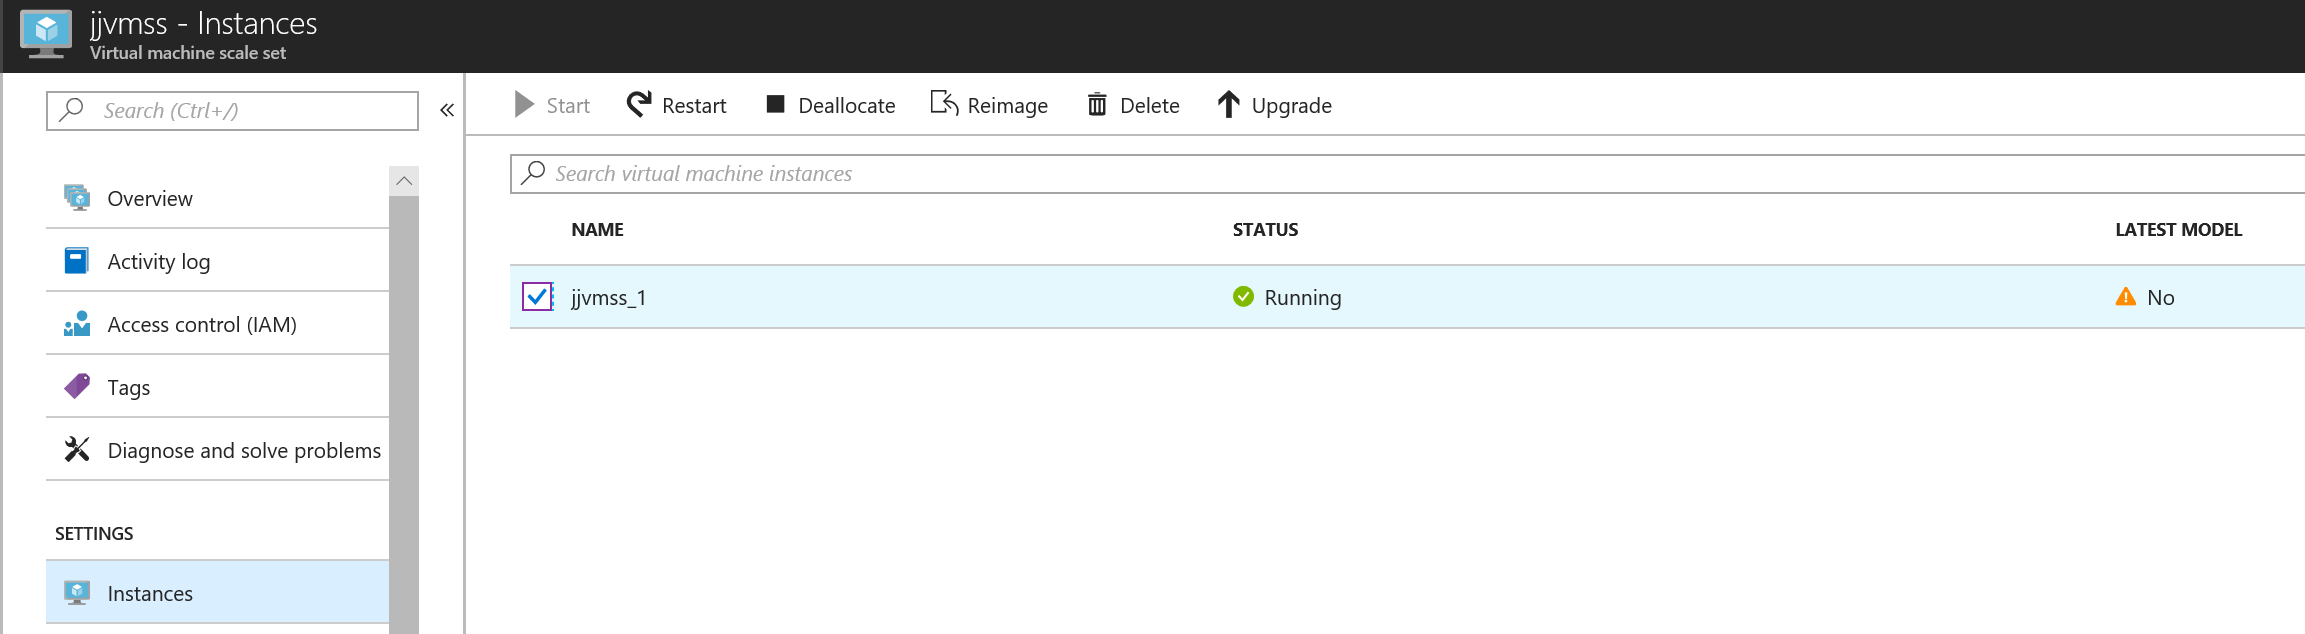 jjvmss - Instances
Virtual machine scale set
Search (Ctrl+/)
Overview
Activity log
Access control (IAM)
Tags
Diagnose and solve problems
SETTINGS
Instances
Start Restart Deallocate Reimage Delete Upgrade
Search virtual machine instances
NAME STATUS LATEST MODEL
jjvmss_1 Running No